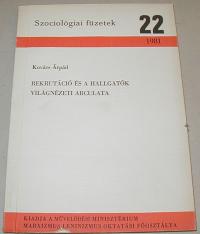 Szociológiai füzetek
22
1981
Kovács Árpád
REKRUTÁCIÓ ÉS A HALLGATÓK
VILÁGNÉZETI ARCULATA
KIADJA A MŰVELŐDÉSI MINISZTÉRIUM
MARXIZMUS-LENINIZMUS OKTATÁSI FŐOSZTÁLYA